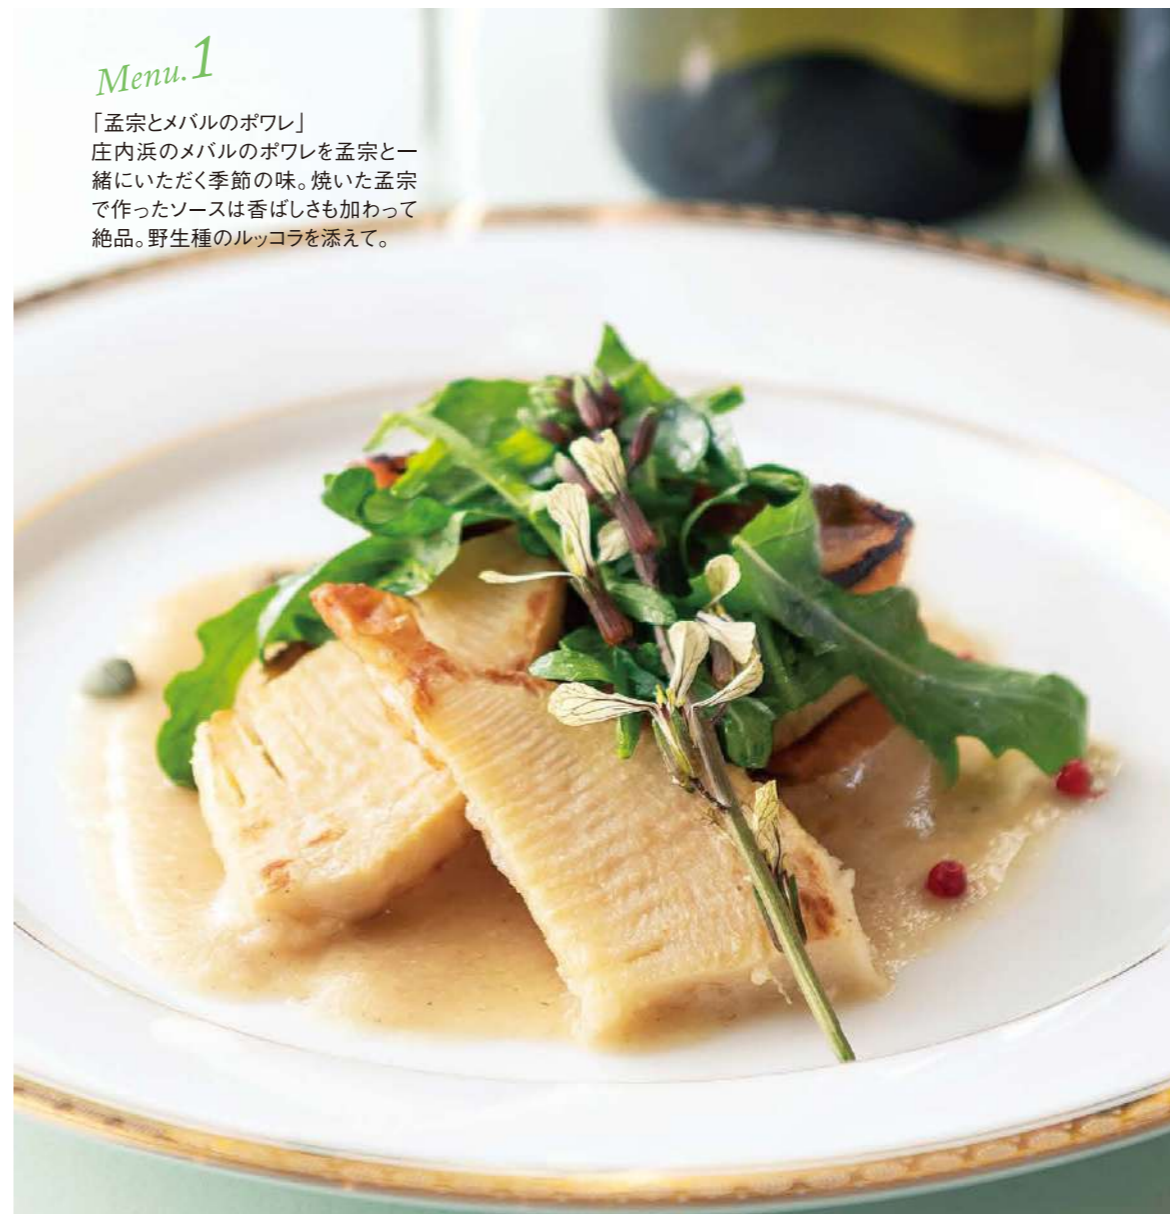 Menu.1
「孟宗とメバルのポワレ」
庄内浜のメバルのポワレを孟宗と一
緒にいただく季節の味。焼いた孟宗
で作ったソースは香ばしさも加わって
絶品。野生種のルッコラを添えて。